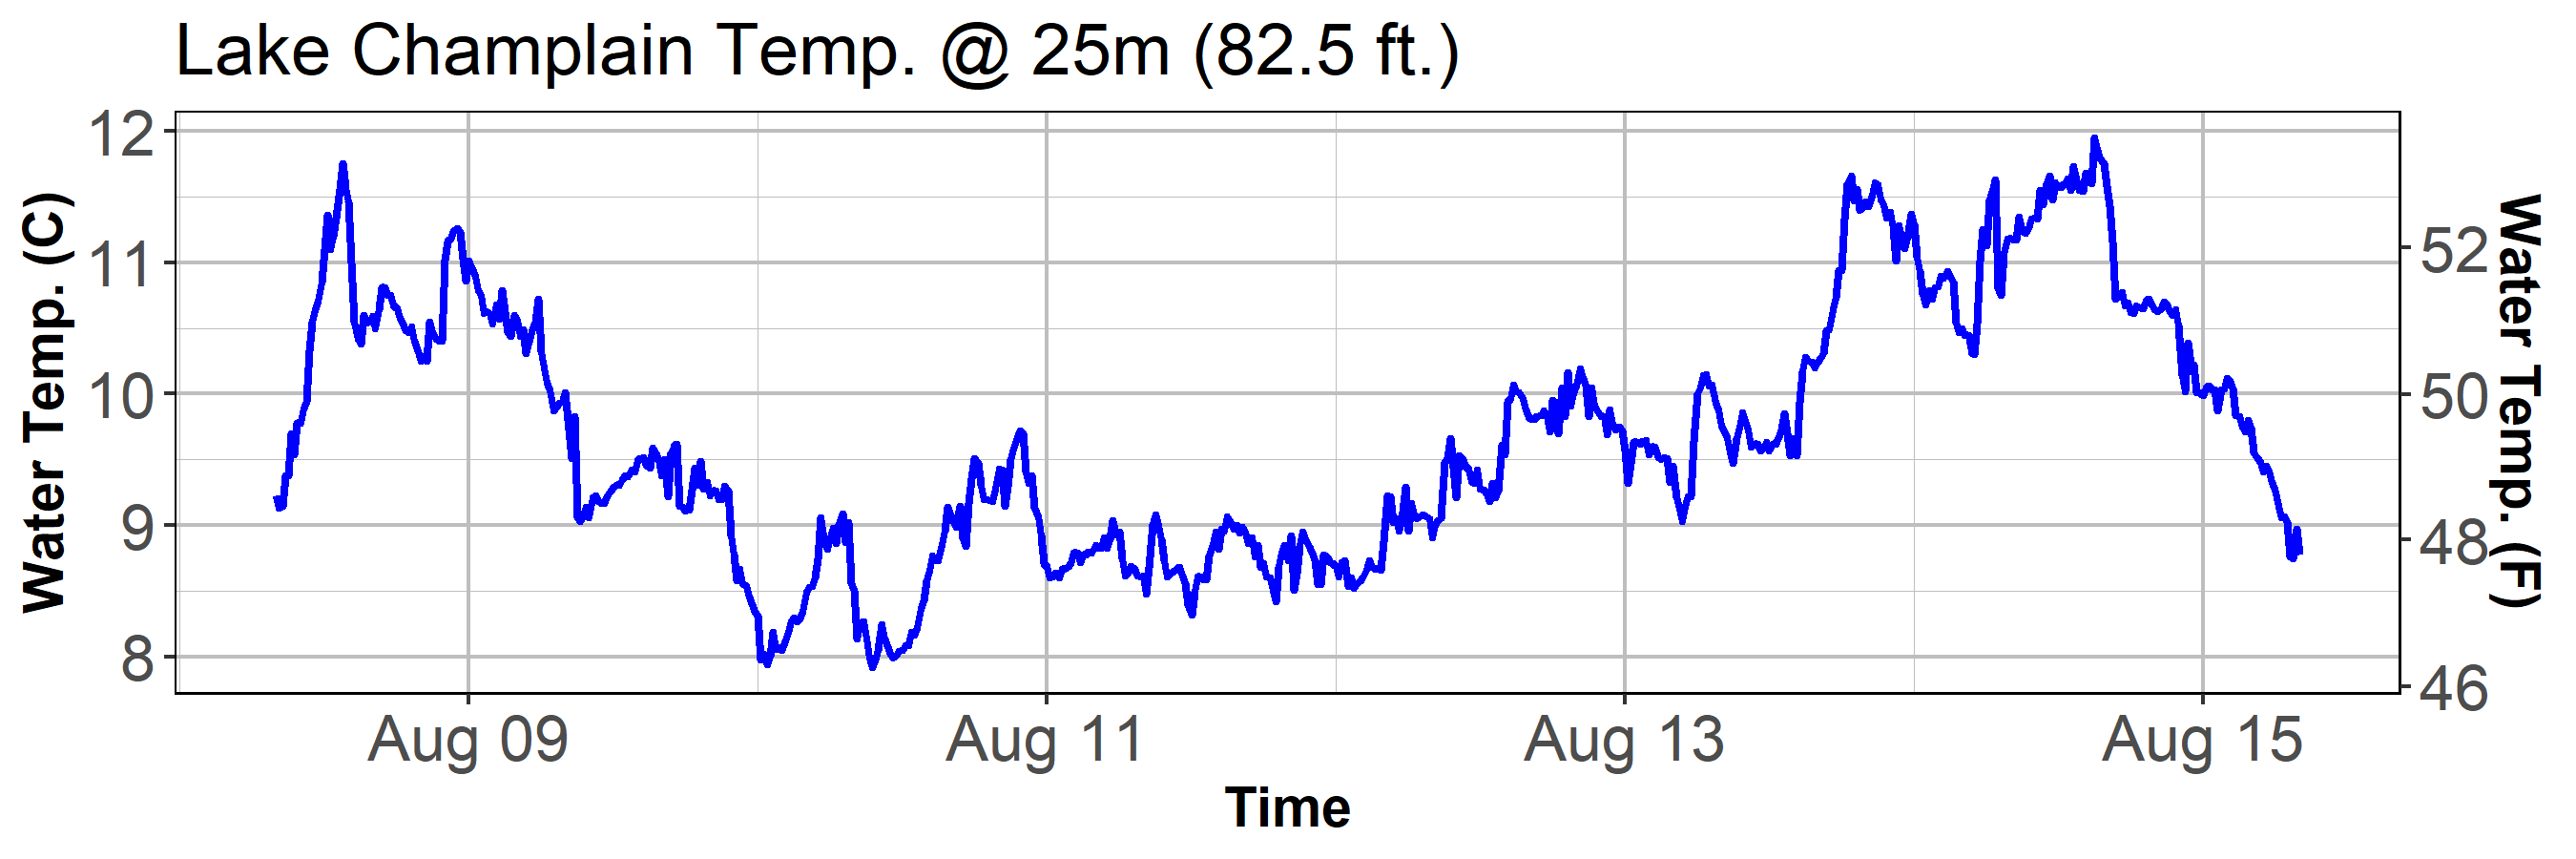 Lake Champlain Temp. @ 25m (82.5 ft.)
Water Temp. (C)
12
11
10
9
8
Water Temp. (F)
52
50
48
46
Aug 09
Aug 11
Aug 13
Aug 15
Time